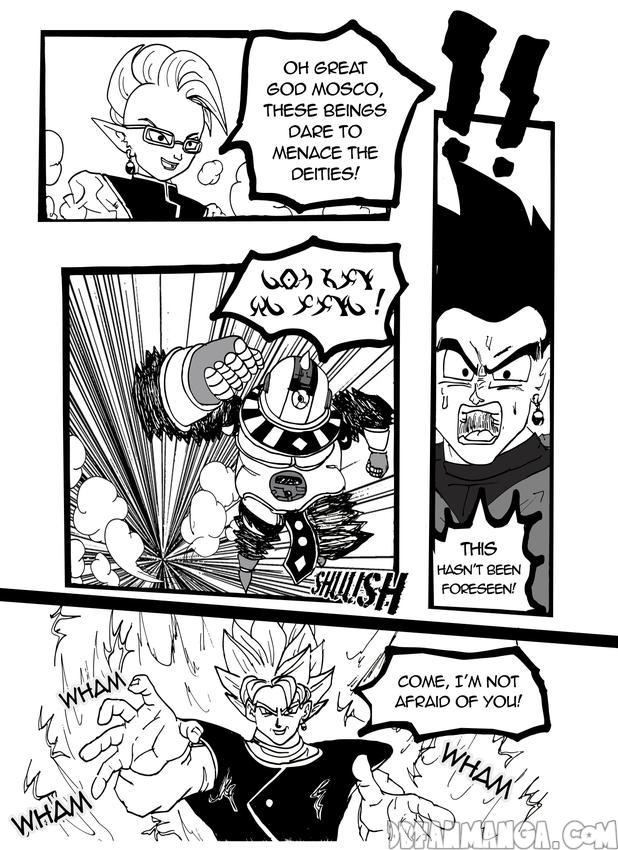 OH GREAT
GOD MOSCO,
THESE BEINGS
DARE TO
MENACE THE
DEITIES!
!!
THIS
HASN'T BEEN
FORESEEN!
!
SHUUSH
COME, I'M NOT
AFRAID OF YOU!
WHAM
WHAM
WHAM
DBFANMANGA.COM